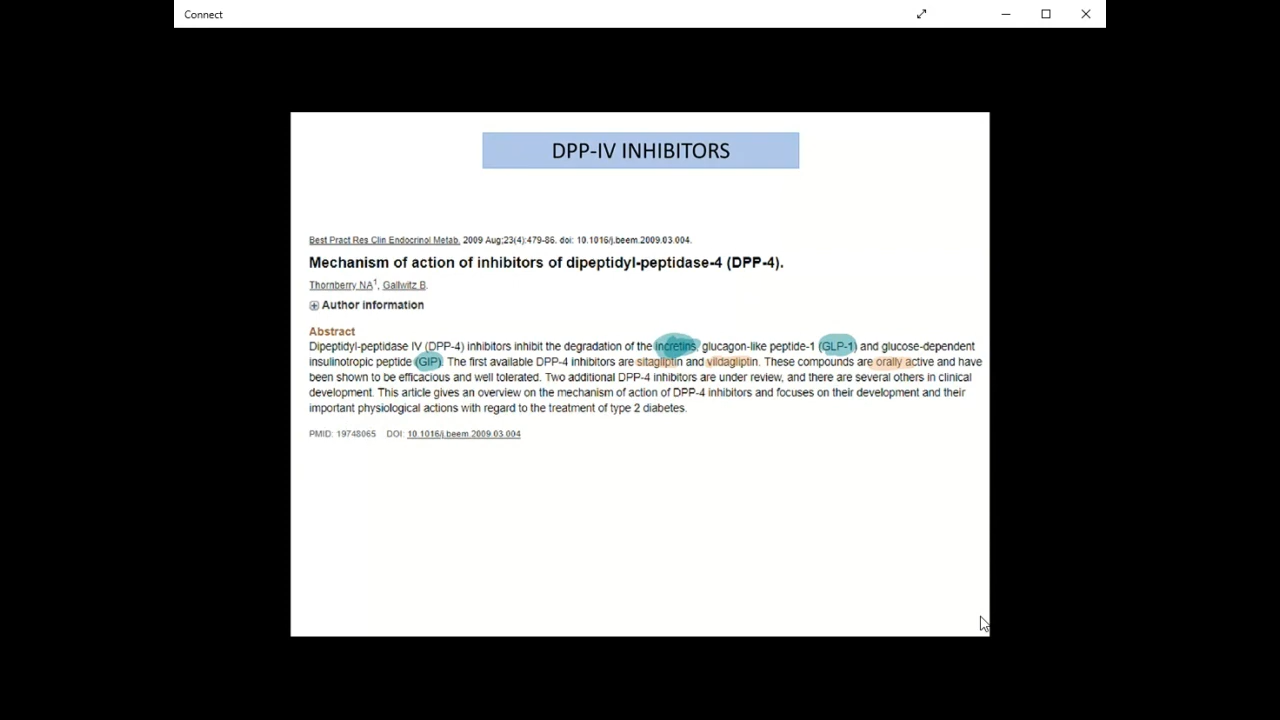 Connect
DPP-IV INHIBITORS
Best Pract Res Clin Endocrinol Metab. 2009 Aug;23(4):479-86. doi: 10.1016/j.beem.2009.03.004.
Mechanism of action of inhibitors of dipeptidyl-peptidase-4 (DPP-4).
Thornberry NA1, Gallwitz B.
Author information
Abstract
Dipeptidyl-peptidase IV (DPP-4) inhibitors inhibit the degradation of the incretins, glucagon-like peptide-1 (GLP-1) and glucose-dependent
insulinotropic peptide (GIP). The first available DPP-4 inhibitors are sitagliptin and vildagliptin. These compounds are orally active and have
been shown to be efficacious and well tolerated. Two additional DPP-4 inhibitors are under review, and there are several others in clinical
development. This article gives an overview on the mechanism of action of DPP-4 inhibitors and focuses on their development and their
important physiological actions with regard to the treatment of type 2 diabetes.
PMID: 19748065 DOI: 10.1016/j.beem.2009.03.004